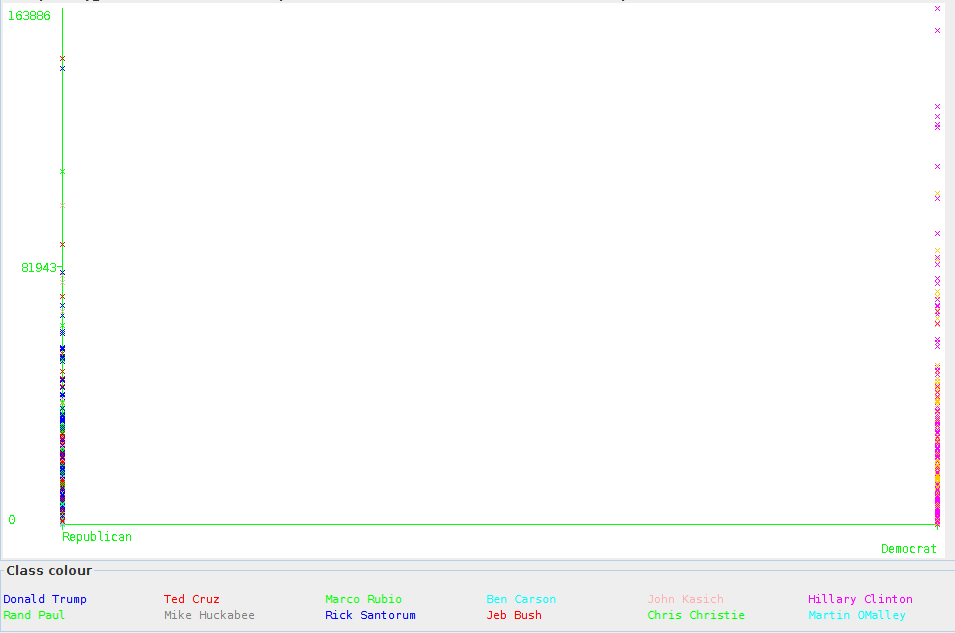 163886
81943
0
Republican
Democrat
Class colour
Donald Trump Ted Cruz Marco Rubio Ben Carson John Kasich Hillary Clinton
Rand Paul Mike Huckabee Rick Santorum Jeb Bush Chris Christie Martin OMalley